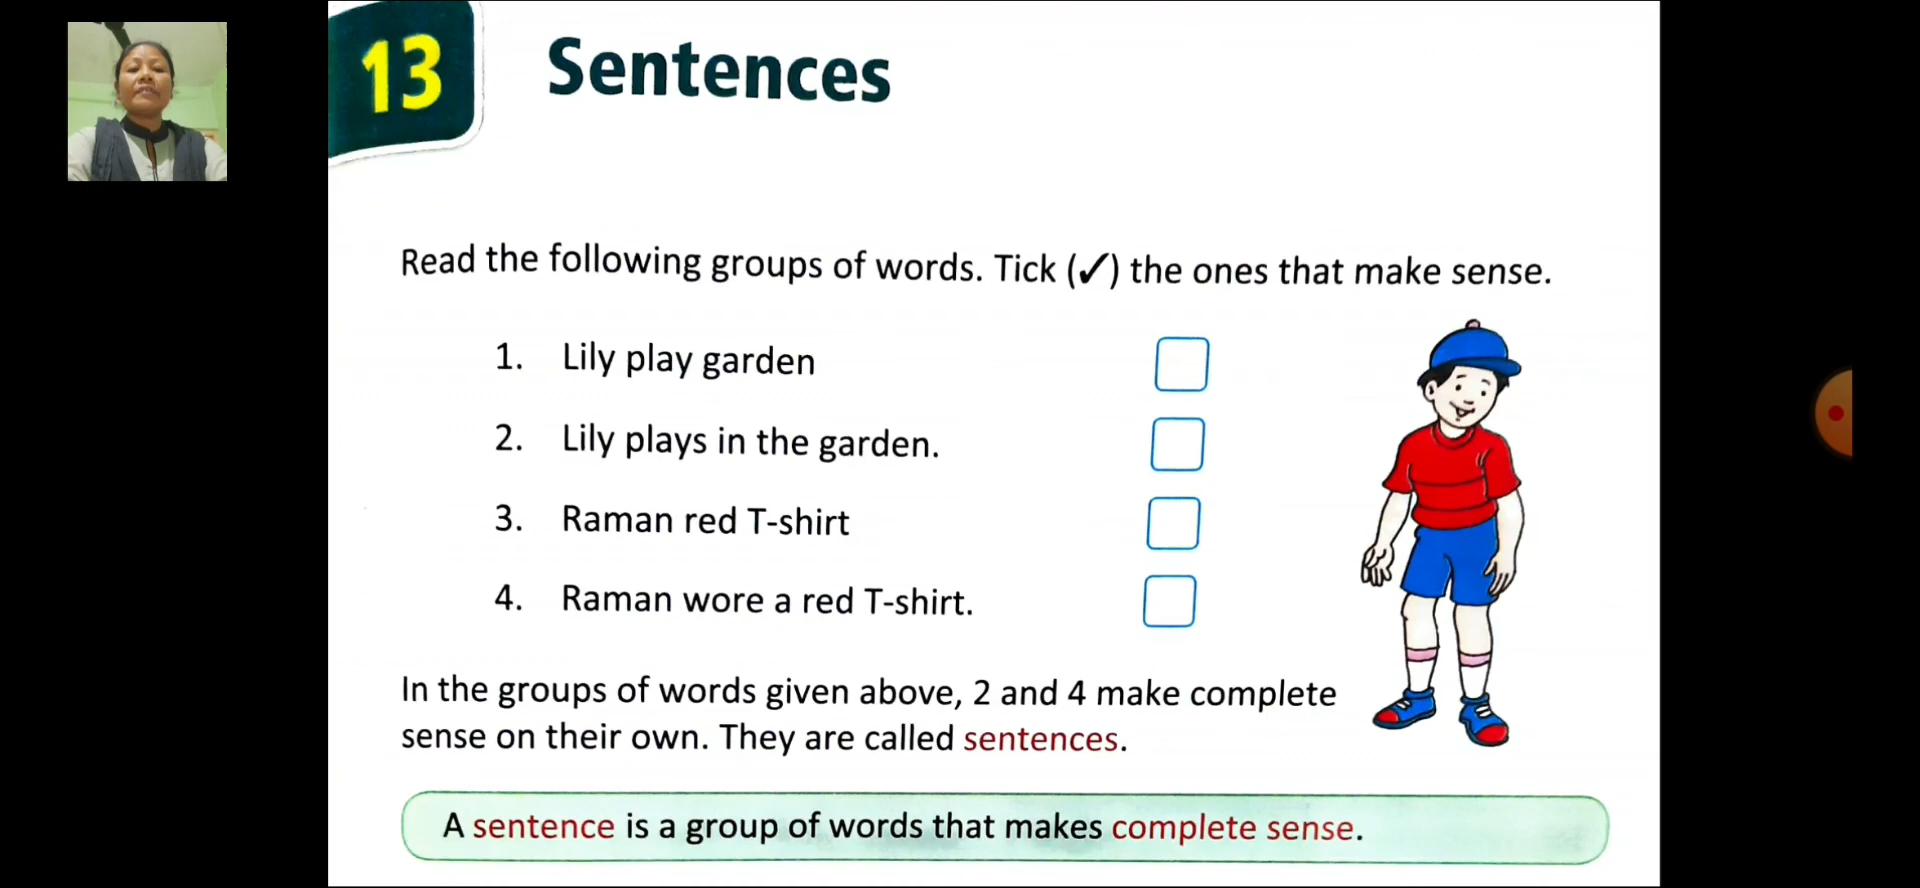 13 Sentences
Read the following groups of words. Tick (✓) the ones that make sense.
1. Lily play garden
2. Lily plays in the garden.
3. Raman red T-shirt
4. Raman wore a red T-shirt.
In the groups of words given above, 2 and 4 make complete
sense on their own. They are called sentences.
A sentence is a group of words that makes complete sense.